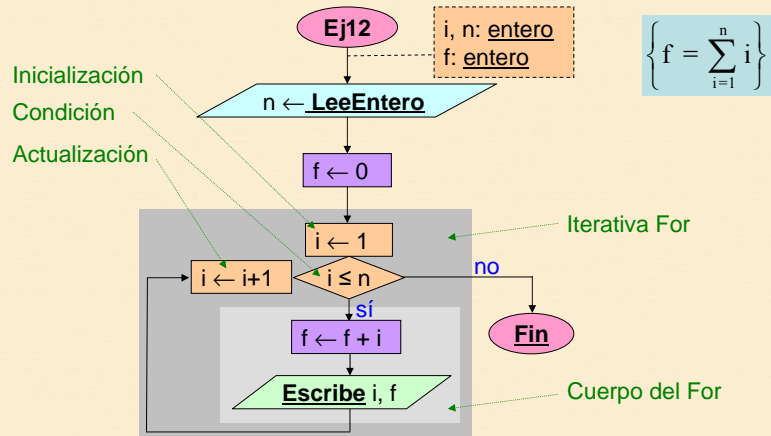 Ej12
i, n: entero
f: entero
{ f = ∑ i=1 n i }
Inicialización
Condición
Actualización
n ← LeeEntero
f ← 0
Iterativa For
i ← 1
i ← i+1
i ≤ n
no
sí
f ← f + i
Fin
Escribe i, f
Cuerpo del For